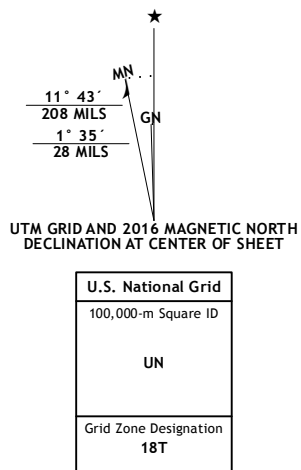 MN
GN
11° 43´
208 MILS
1° 35´
28 MILS
UTM GRID AND 2016 MAGNETIC NORTH
DECLINATION AT CENTER OF SHEET
U.S. National Grid
100,000-m Square ID
UN
Grid Zone Designation
18T